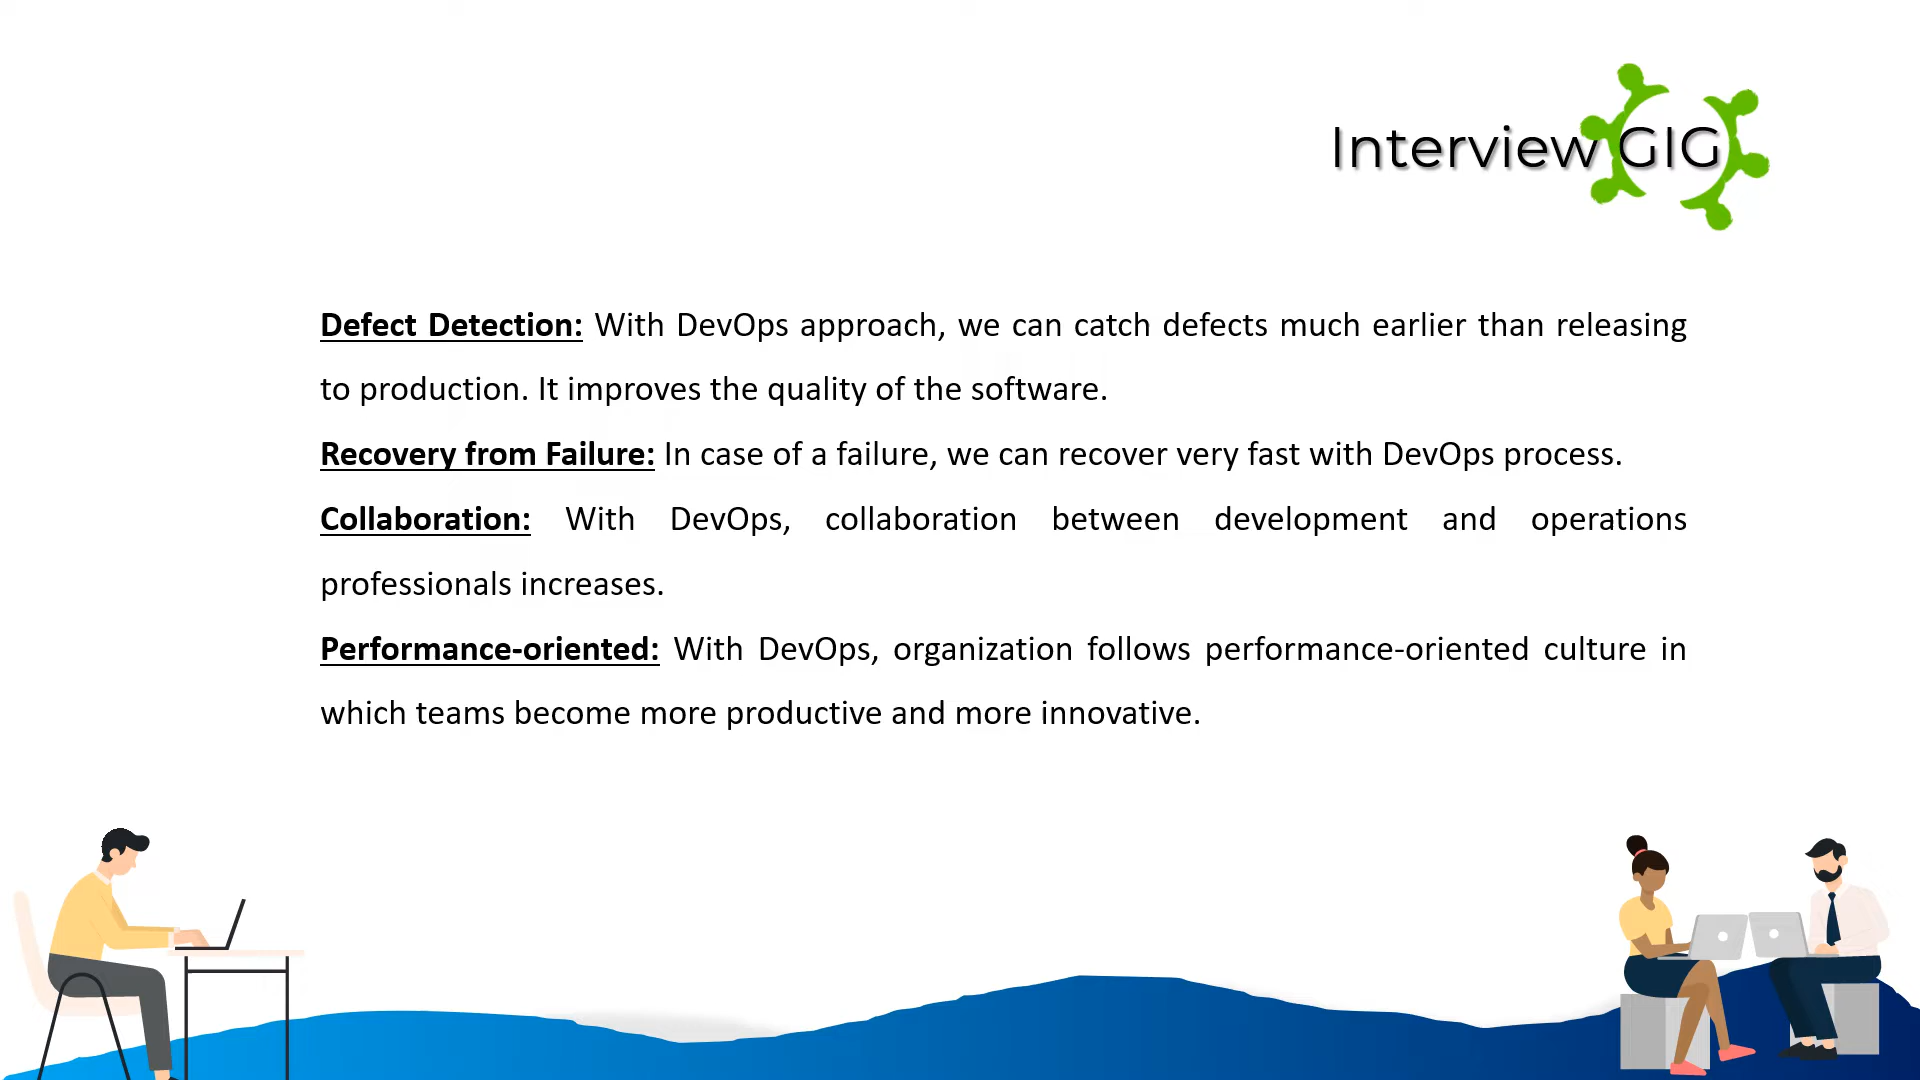 Interview GIG
Defect Detection: With DevOps approach, we can catch defects much earlier than releasing
to production. It improves the quality of the software.
Recovery from Failure: In case of a failure, we can recover very fast with DevOps process.
Collaboration: With DevOps, collaboration between development and operations
professionals increases.
Performance-oriented: With DevOps, organization follows performance-oriented culture in
which teams become more productive and more innovative.